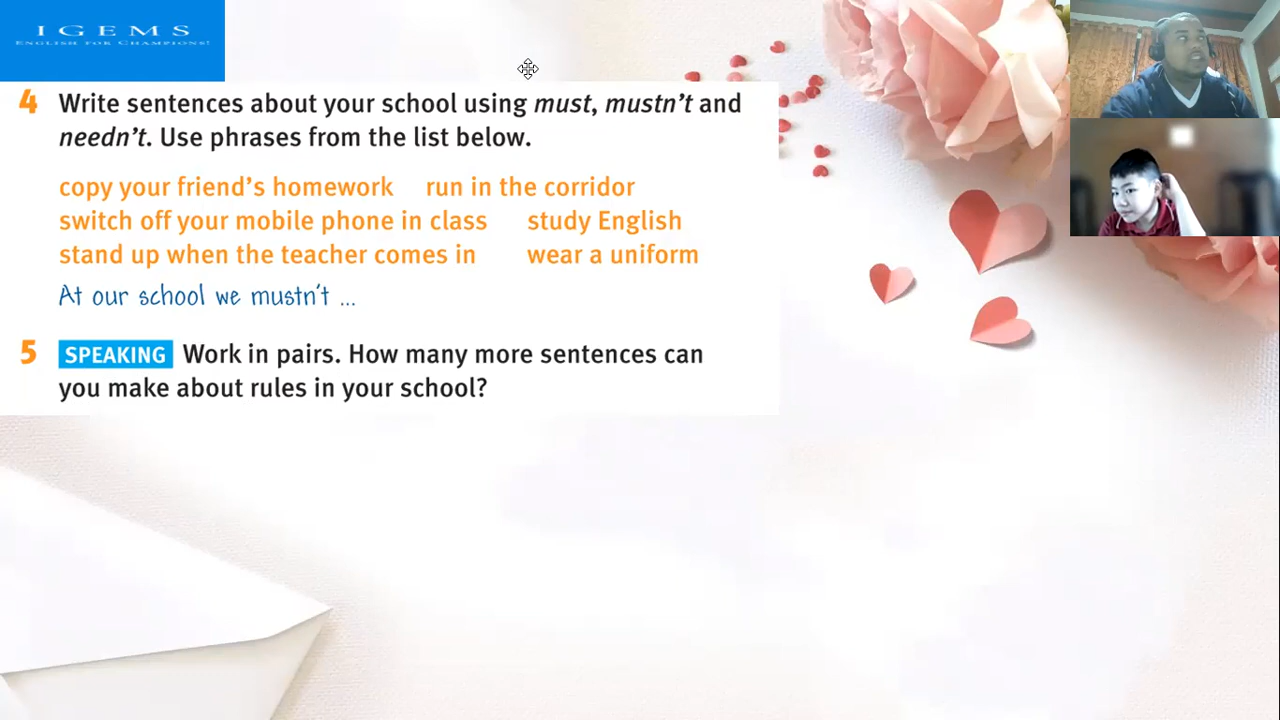 IGEMS
ENGLISH FOR CHAMPIONS!
4 Write sentences about your school using must, mustn't and
needn't. Use phrases from the list below.
copy your friend's homework run in the corridor
switch off your mobile phone in class study English
stand up when the teacher comes in wear a uniform
At our school we mustn't ...
5 SPEAKING Work in pairs. How many more sentences can
you make about rules in your school?